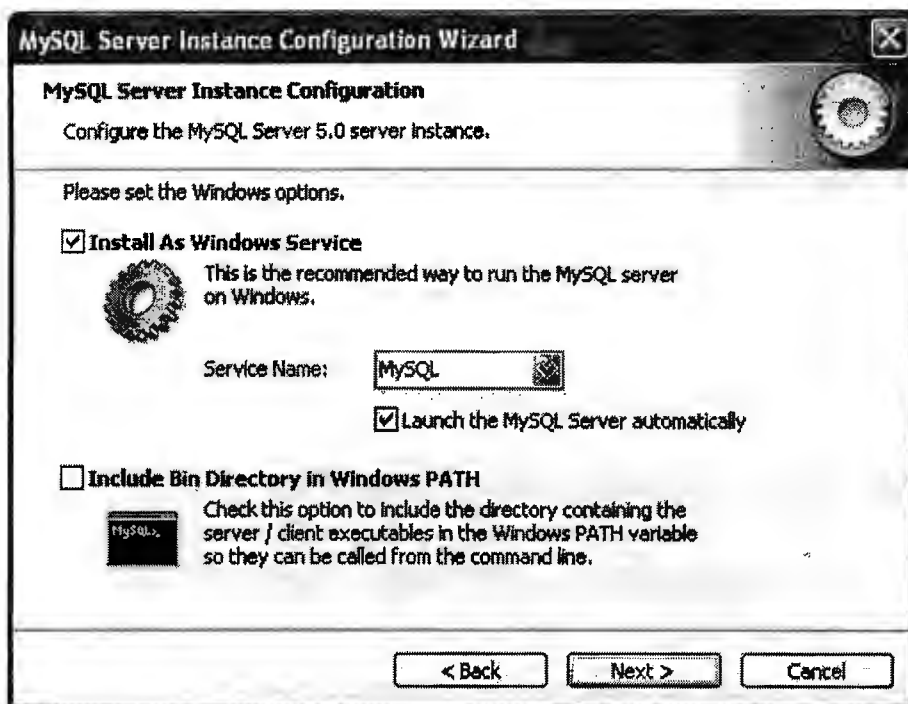 MySQL Server Instance Configuration Wizard
MySQL Server Instance Configuration
Configure the MySQL Server 5.0 server instance.
Please set the Windows options.
Install As Windows Service
This is the recommended way to run the MySQL server
on Windows.
Service Name: MySQL
Launch the MySQL Server automatically
Include Bin Directory in Windows PATH
Check this option to include the directory containing the
server / client executables in the Windows PATH variable
so they can be called from the command line.
MySQL>_
< Back Next > Cancel